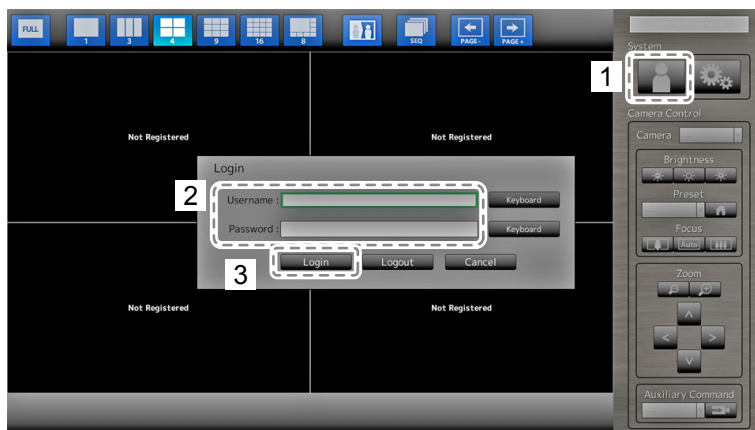 FULL
1 3 4 9 16 8 SEQ PAGE- PAGE+
System
1
Camera Control
Camera
Not Registered Not Registered
Brightness
Login
2
Username : Keyboard
Preset
Password : Keyboard
Focus
Auto
3
Login Logout Cancel
Zoom
Not Registered Not Registered
Auxiliary Command